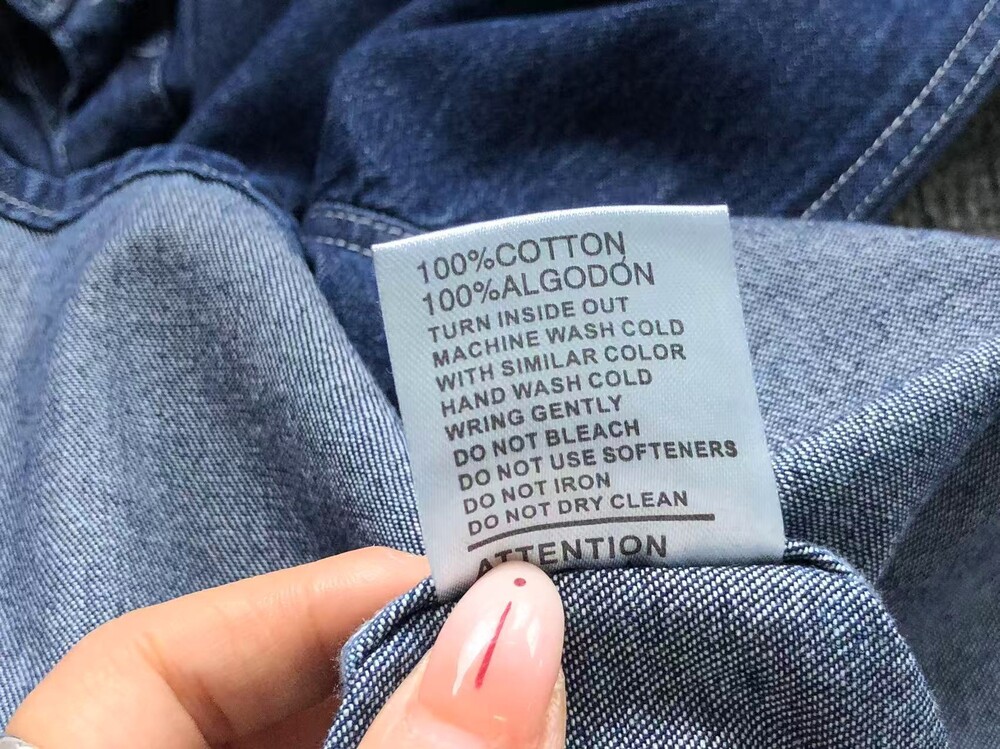 100%COTTON
100%ALGODÓN
TURN INSIDE OUT
MACHINE WASH COLD
WITH SIMILAR COLOR
HAND WASH COLD
WRING GENTLY
DO NOT BLEACH
DO NOT USE SOFTENERS
DO NOT IRON
DO NOT DRY CLEAN
ATTENTION